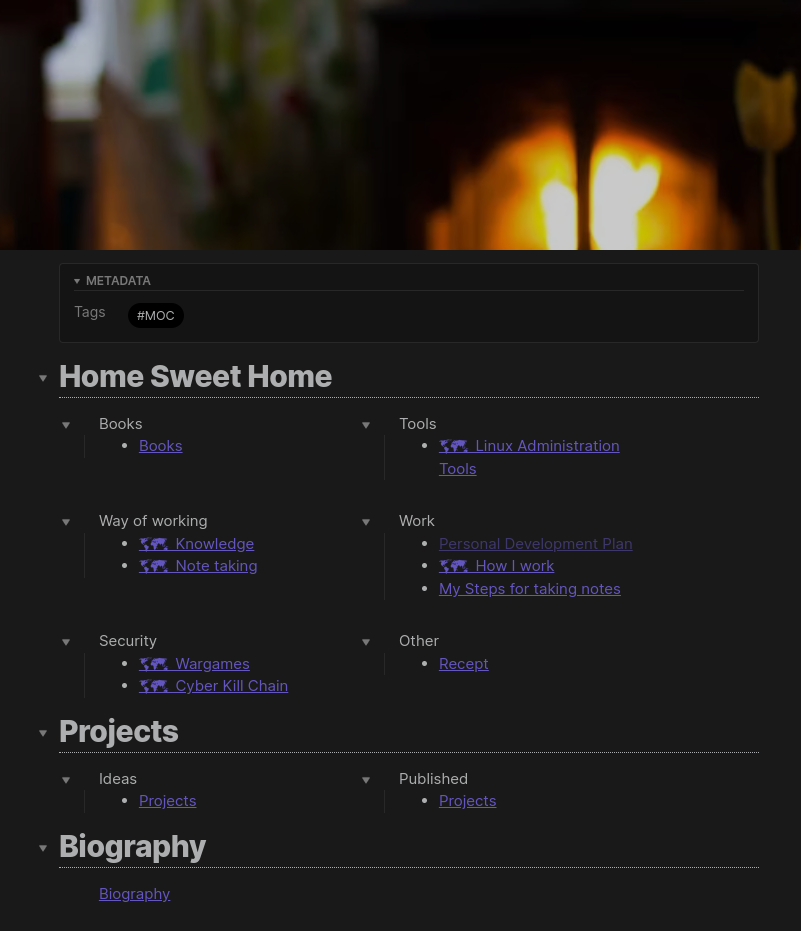 METADATA
Tags #MOC
Home Sweet Home
Books
Books
Tools
🗺 Linux Administration
Tools
Way of working
🗺 Knowledge
🗺 Note taking
Work
Personal Development Plan
🗺 How I work
My Steps for taking notes
Security
🗺 Wargames
🗺 Cyber Kill Chain
Other
Recept
Projects
Ideas
Projects
Published
Projects
Biography
Biography